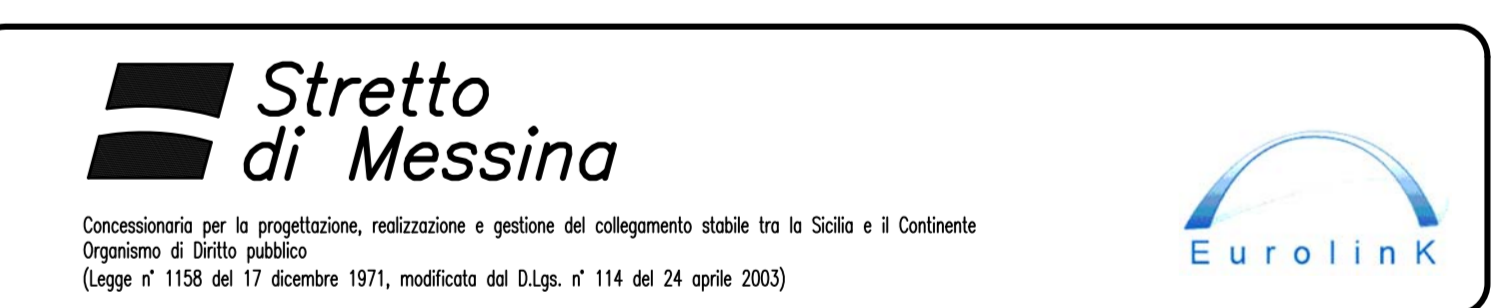 Stretto
di Messina
Concessionaria per la progettazione, realizzazione e gestione del collegamento stabile tra la Sicilia e il Continente
Organismo di Diritto pubblico
(Legge n° 1158 del 17 dicembre 1971, modificata dal D.Lgs. n° 114 del 24 aprile 2003)
EurolinK